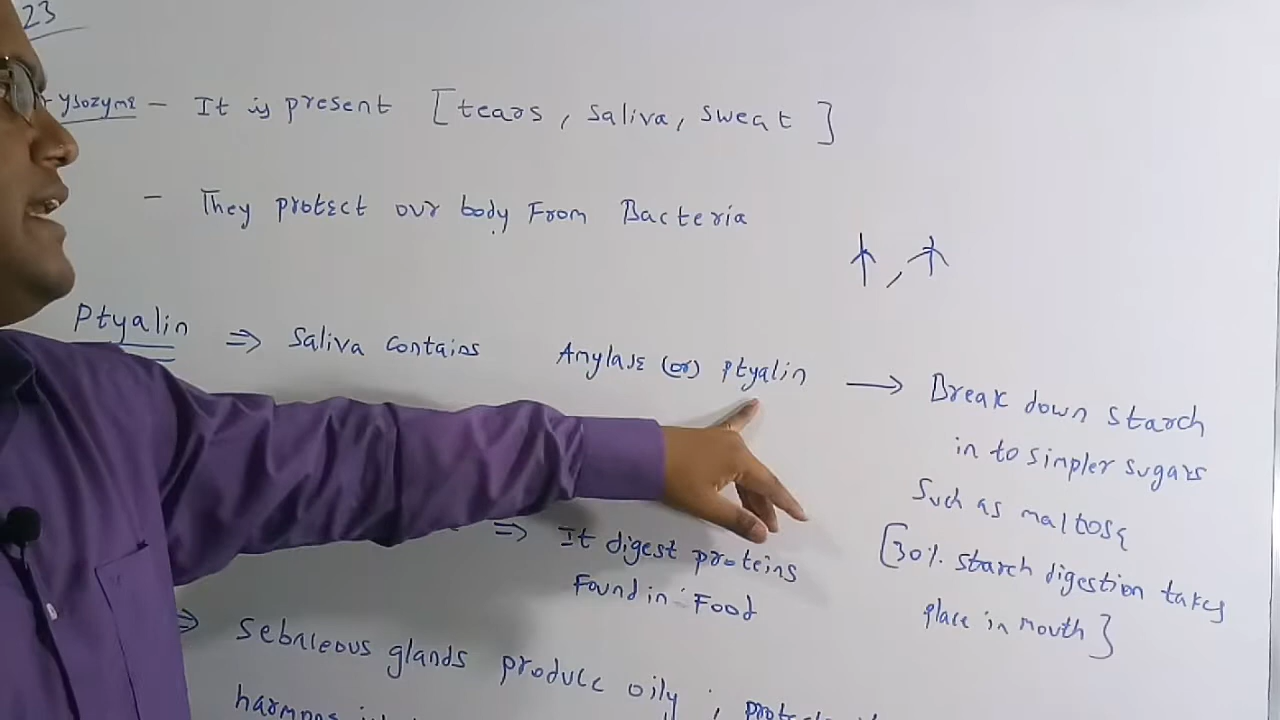 23
ysozyme - It is present [tears, saliva, sweat]
- They protect our body From Bacteria
Ptyalin ⇒ Saliva contains Amylase (or) ptyalin → Break down starch
in to simpler sugars
Such as maltose
[30% starch digestion takes
place in mouth]
⇒ It digest proteins
Found in Food
⇒ Sebaceous glands produce oily ;